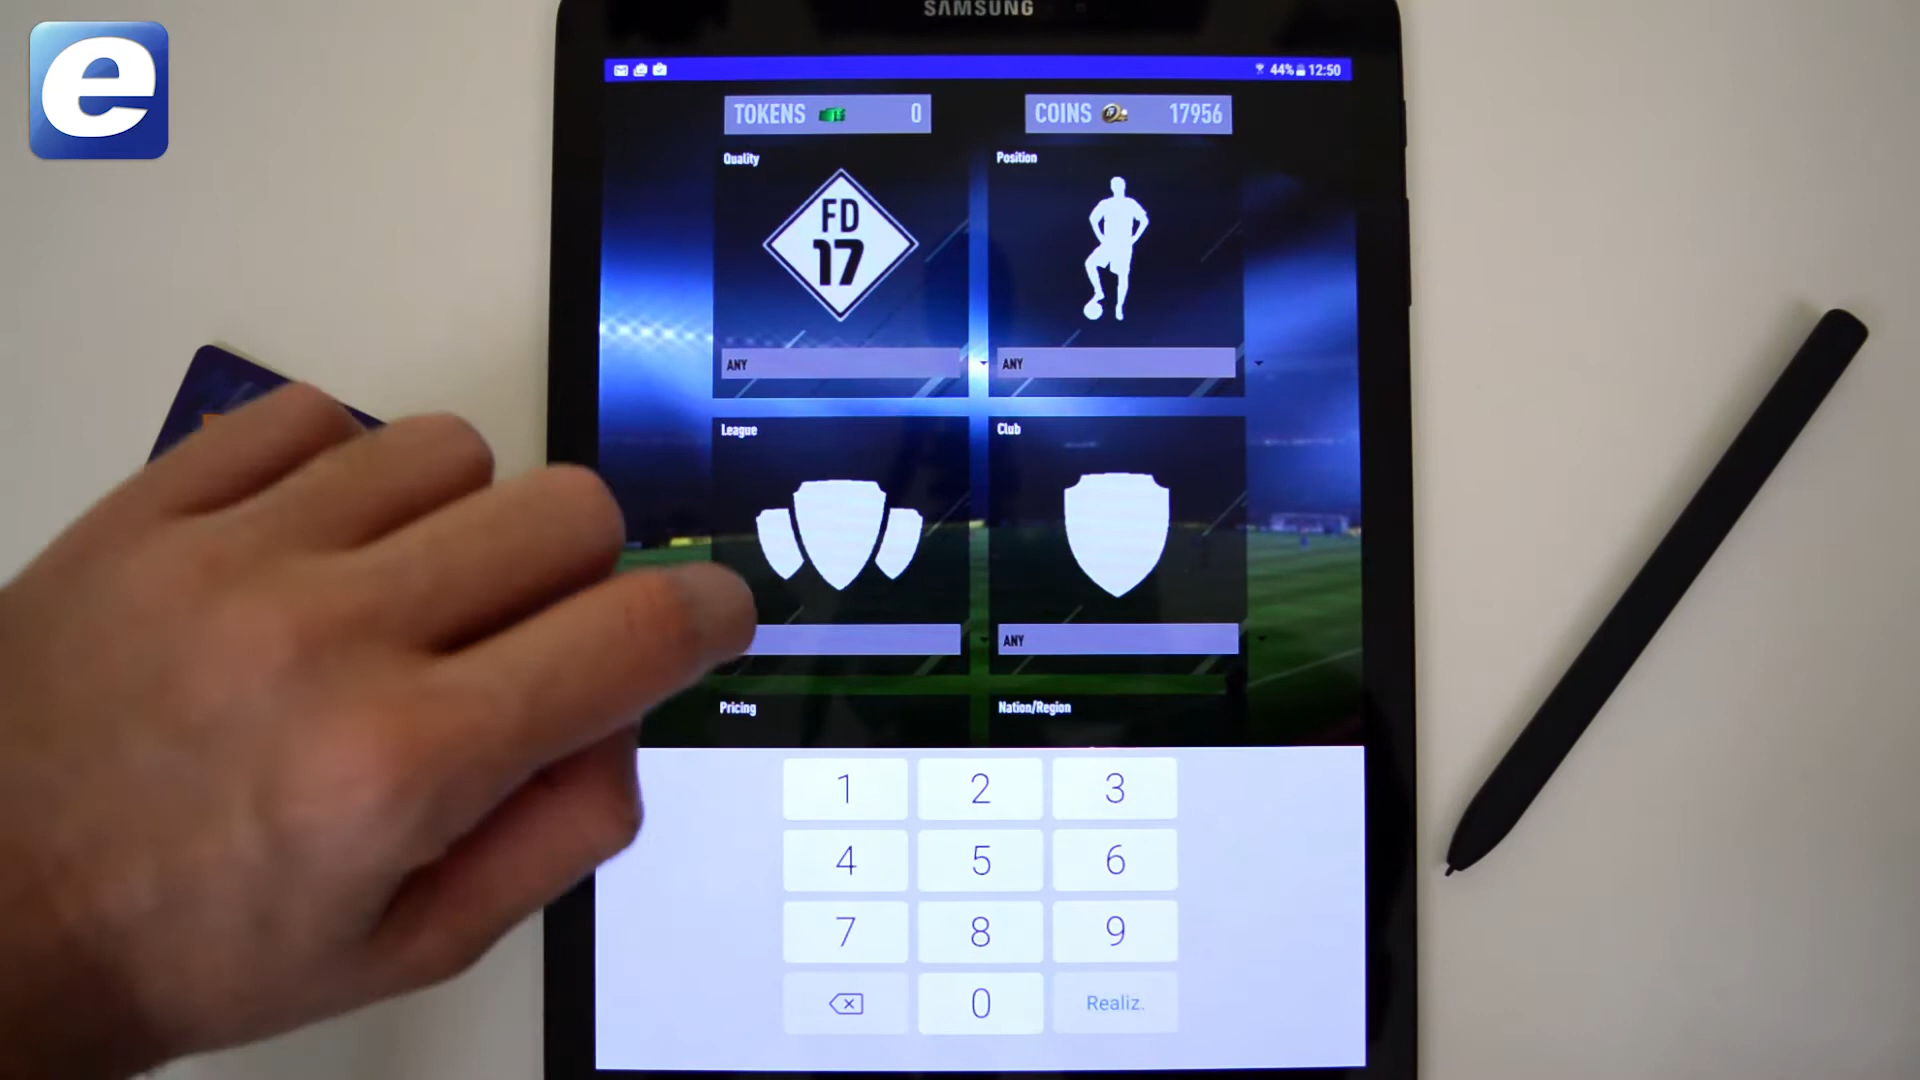 e
SAMSUNG
44% 12:50
TOKENS 0
COINS 17956
Quality
Position
FD
17
ANY
ANY
League
Club
ANY
Pricing
Nation/Region
1 2 3
4 5 6
7 8 9
0 Realiz.